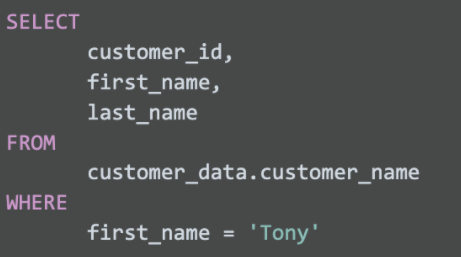 SELECT
customer_id,
first_name,
last_name
FROM
customer_data.customer_name
WHERE
first_name = 'Tony'